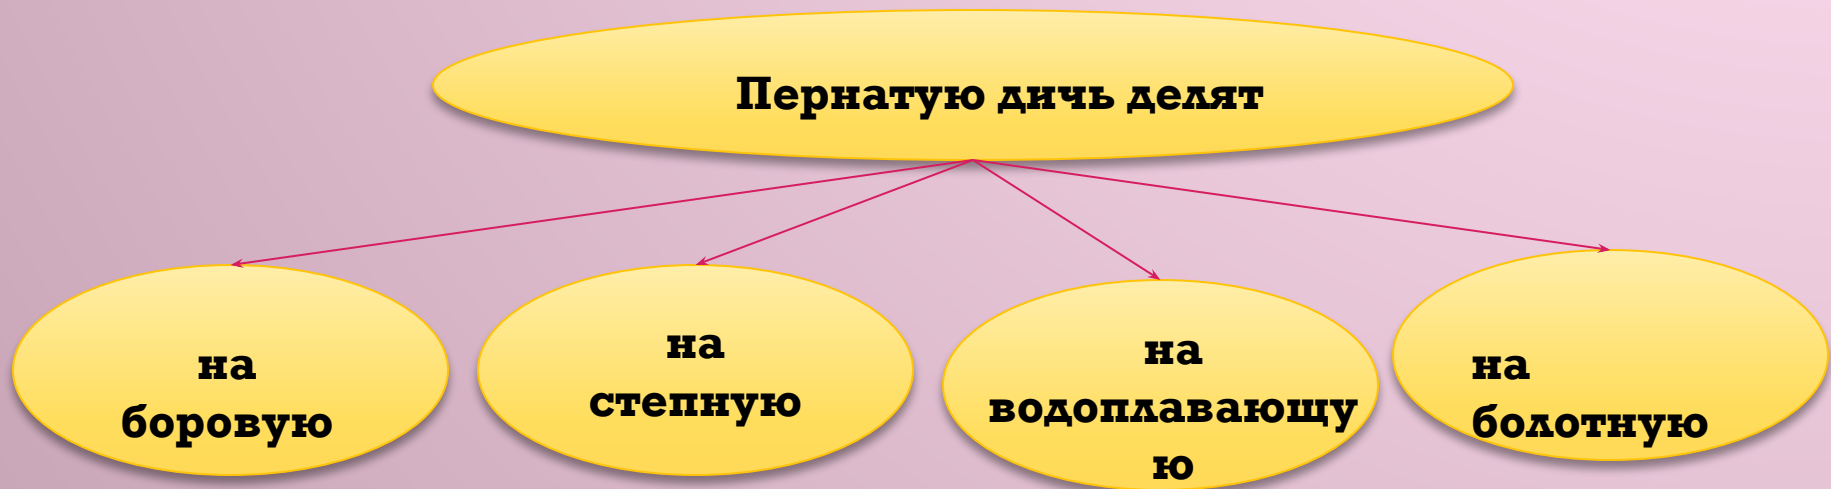 Пернатую дичь делят
на
боровую
на
степную
на
водоплавающу
ю
на
болотную